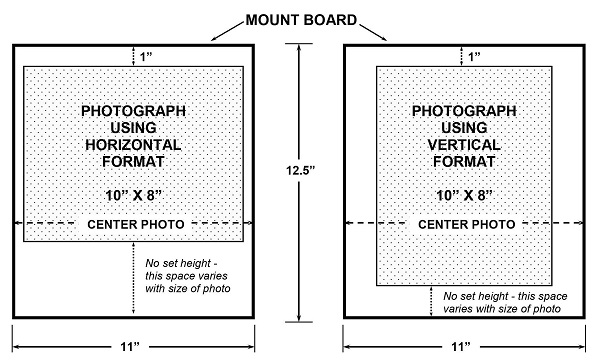 MOUNT BOARD
1”
PHOTOGRAPH
USING
HORIZONTAL
FORMAT
10” X 8”
CENTER PHOTO
No set height -
this space varies
with size of photo
11”
12.5”
1”
PHOTOGRAPH
USING
VERTICAL
FORMAT
10” X 8”
CENTER PHOTO
No set height - this space
varies with size of photo
11”